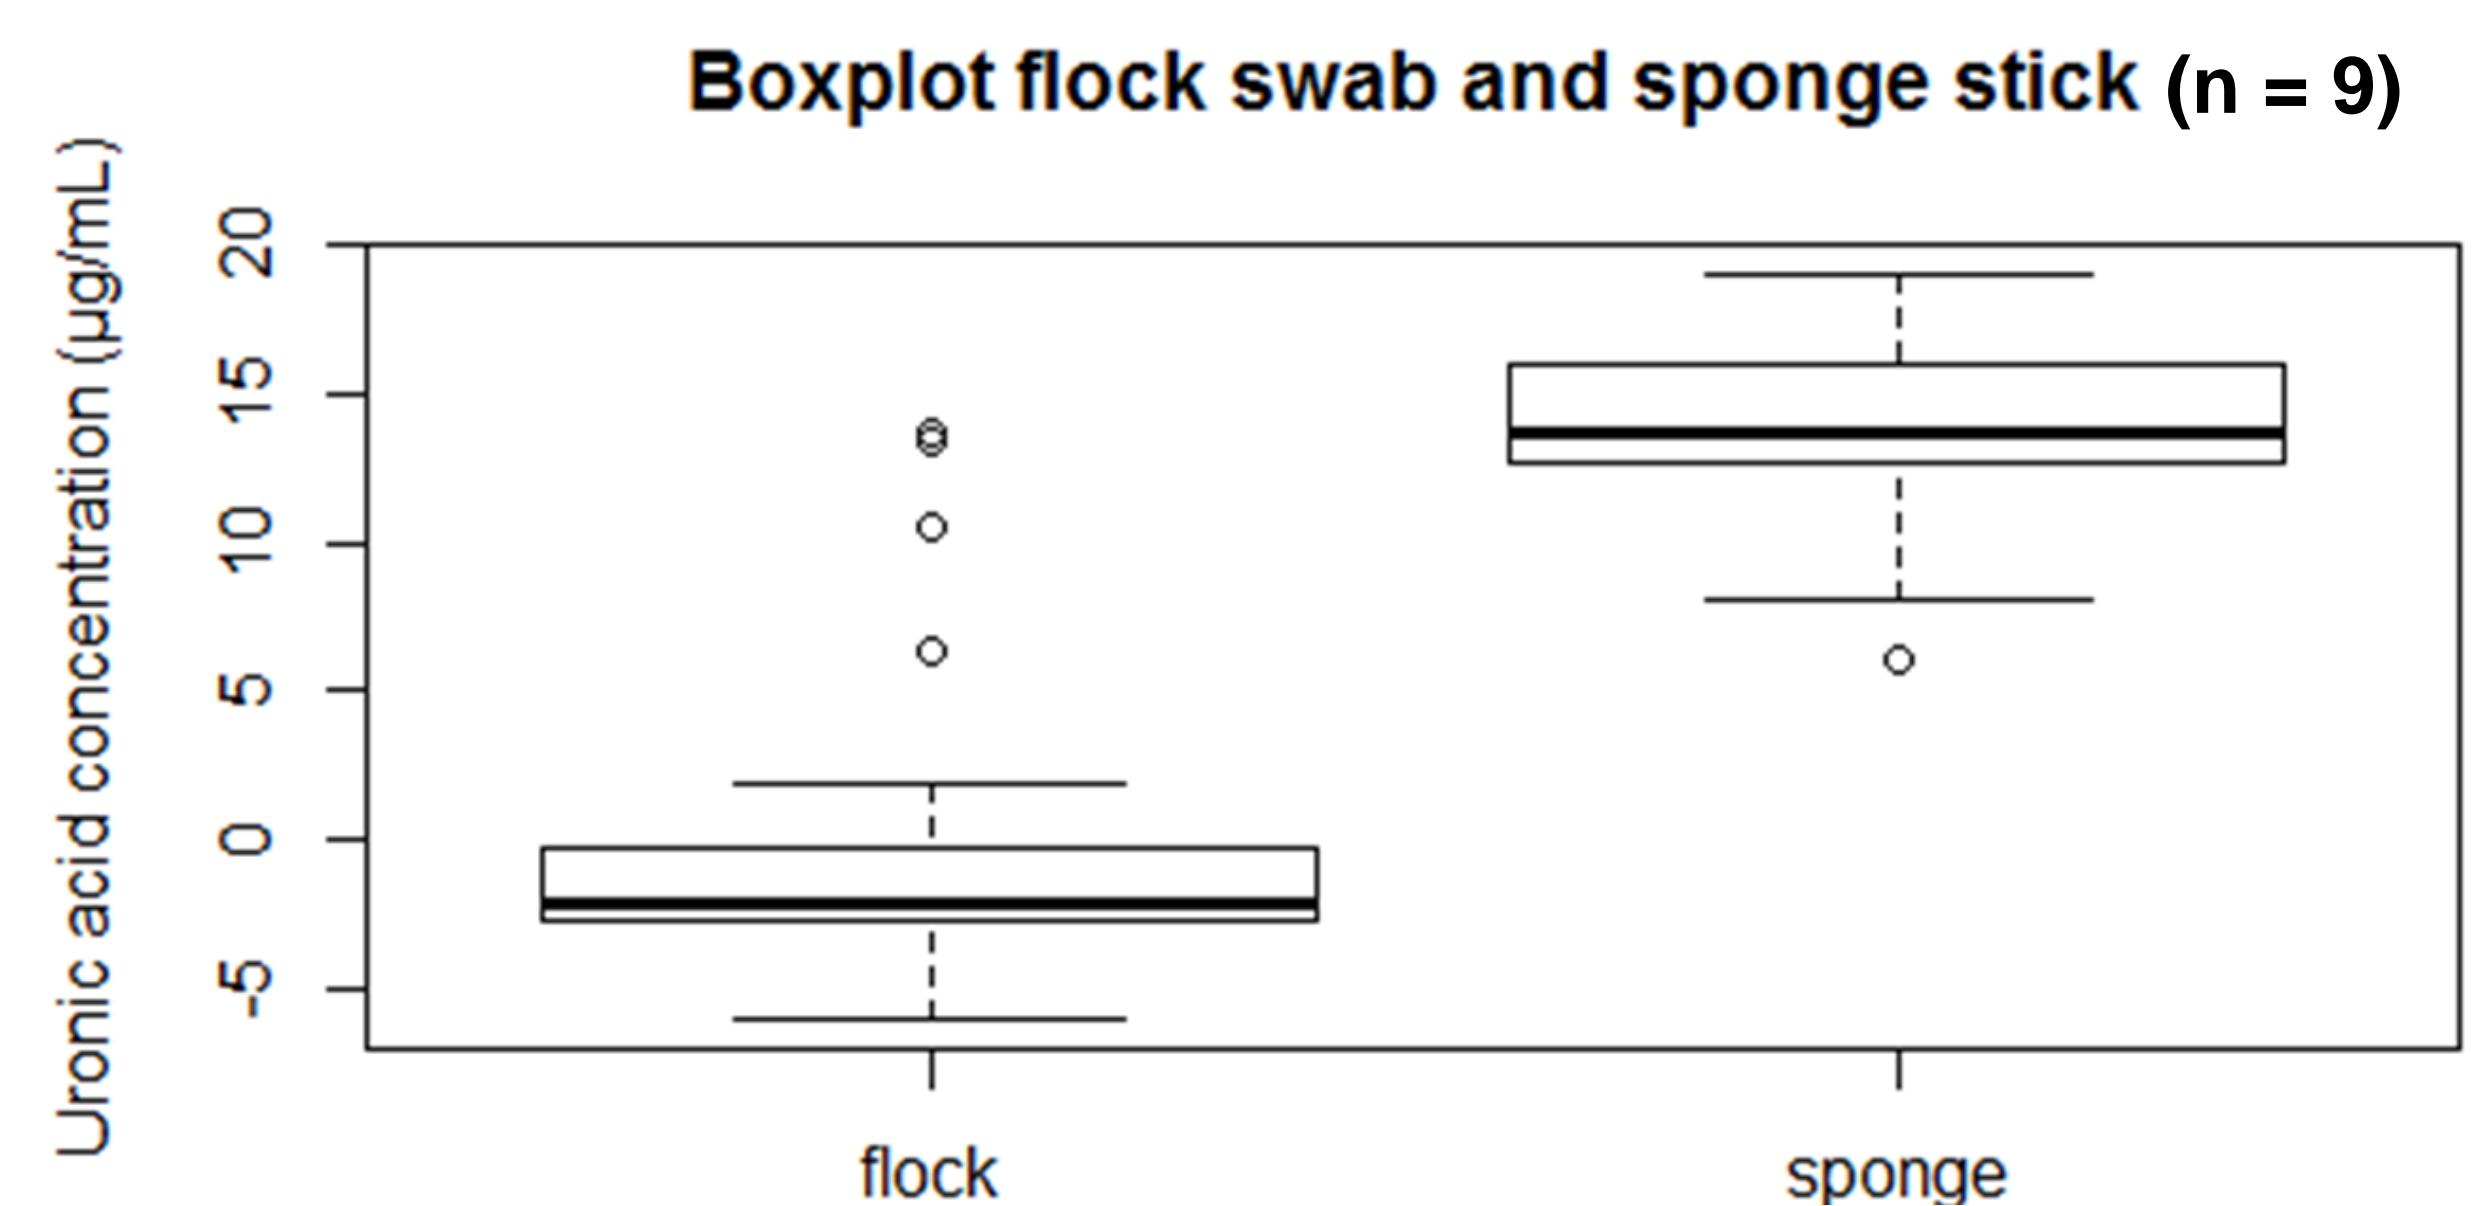 Boxplot flock swab and sponge stick (n = 9)
Uronic acid concentration (µg/mL)
20
15
10
5
0
-5
flock
sponge